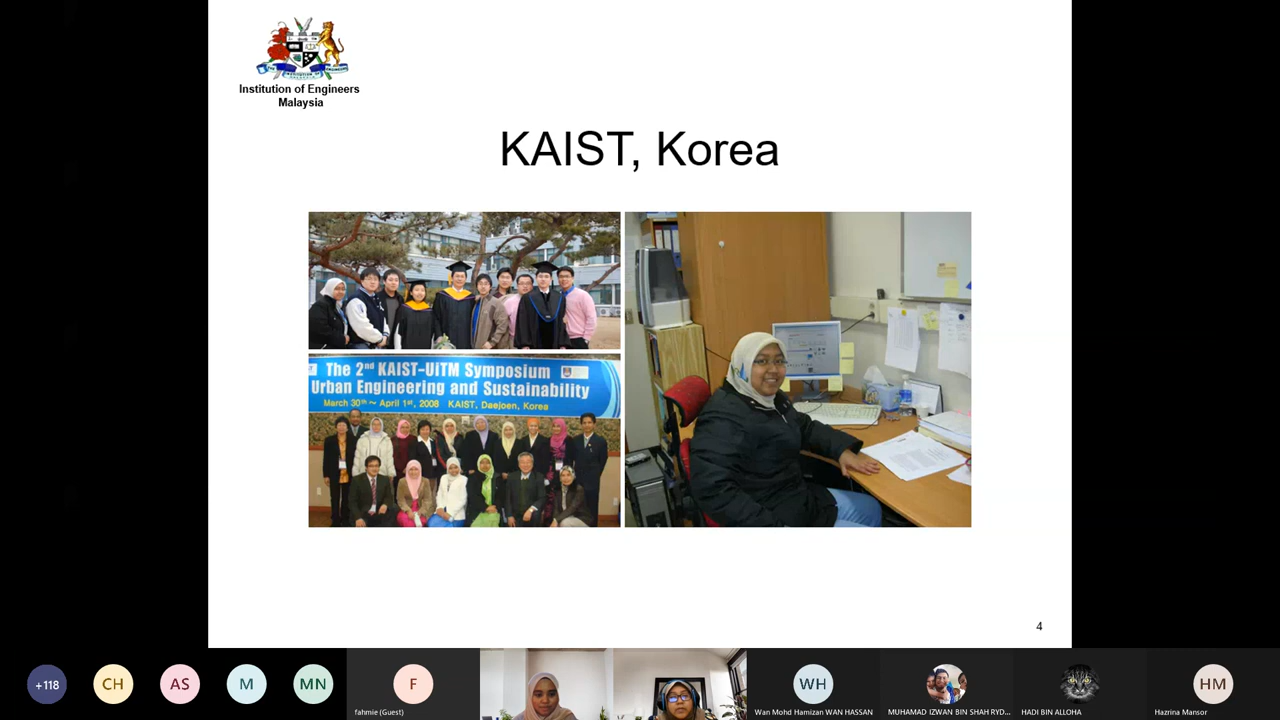 Institution of Engineers
Malaysia
KAIST, Korea
The 2nd KAIST-UiTM Symposium
Urban Engineering and Sustainability
March 30th ~ April 1st, 2008 KAIST, Daejoen, Korea
4
+118
CH
AS
M
MN
F
WH
HM
fahmie (Guest)
Wan Mohd Hamizan WAN HASSAN
MUHAMAD IZWAN BIN SHAH RYD...
HADI BIN ALLOHA
Hazrina Mansor